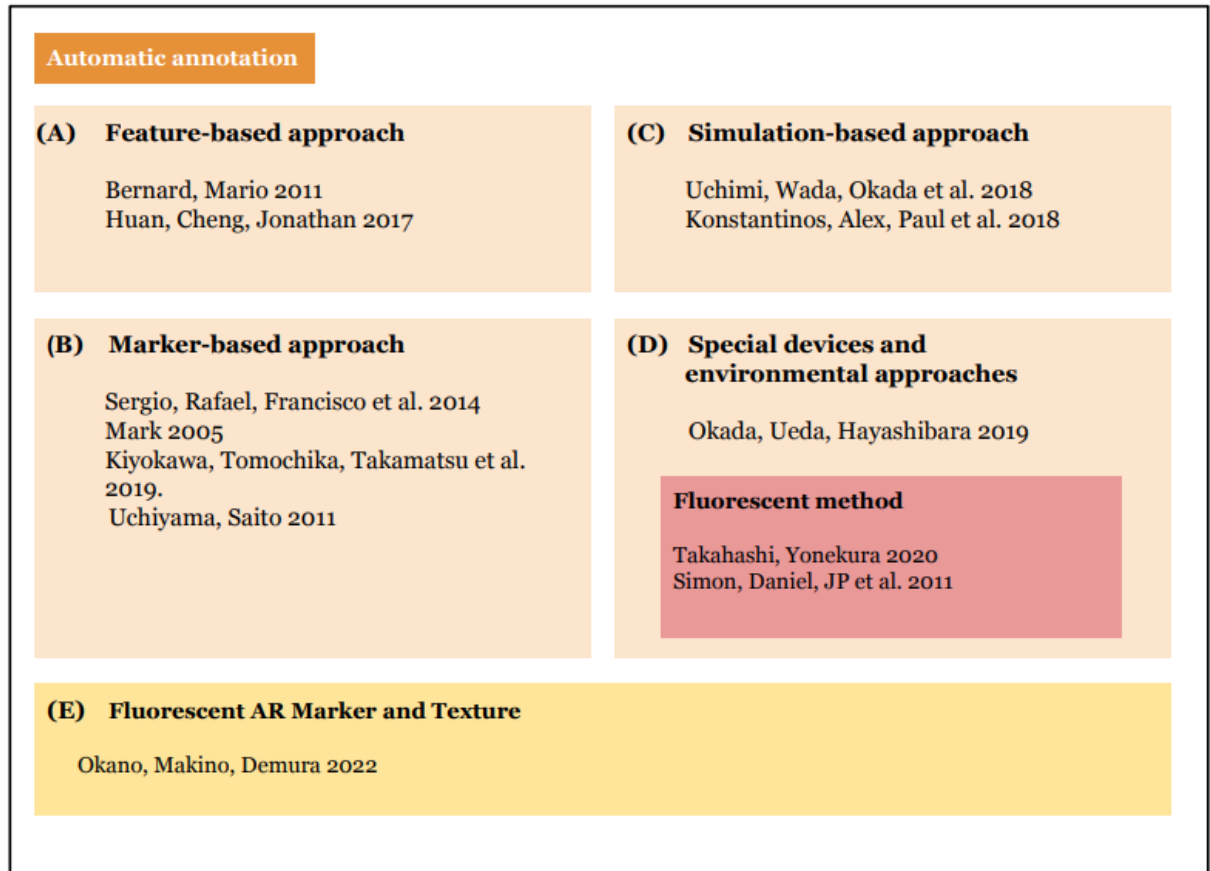 Automatic annotation
(A) Feature-based approach
Bernard, Mario 2011
Huan, Cheng, Jonathan 2017
(B) Marker-based approach
Sergio, Rafael, Francisco et al. 2014
Mark 2005
Kiyokawa, Tomochika, Takamatsu et al.
2019.
Uchiyama, Saito 2011
(C) Simulation-based approach
Uchimi, Wada, Okada et al. 2018
Konstantinos, Alex, Paul et al. 2018
(D) Special devices and
environmental approaches
Okada, Ueda, Hayashibara 2019
Fluorescent method
Takahashi, Yonekura 2020
Simon, Daniel, JP et al. 2011
(E) Fluorescent AR Marker and Texture
Okano, Makino, Demura 2022